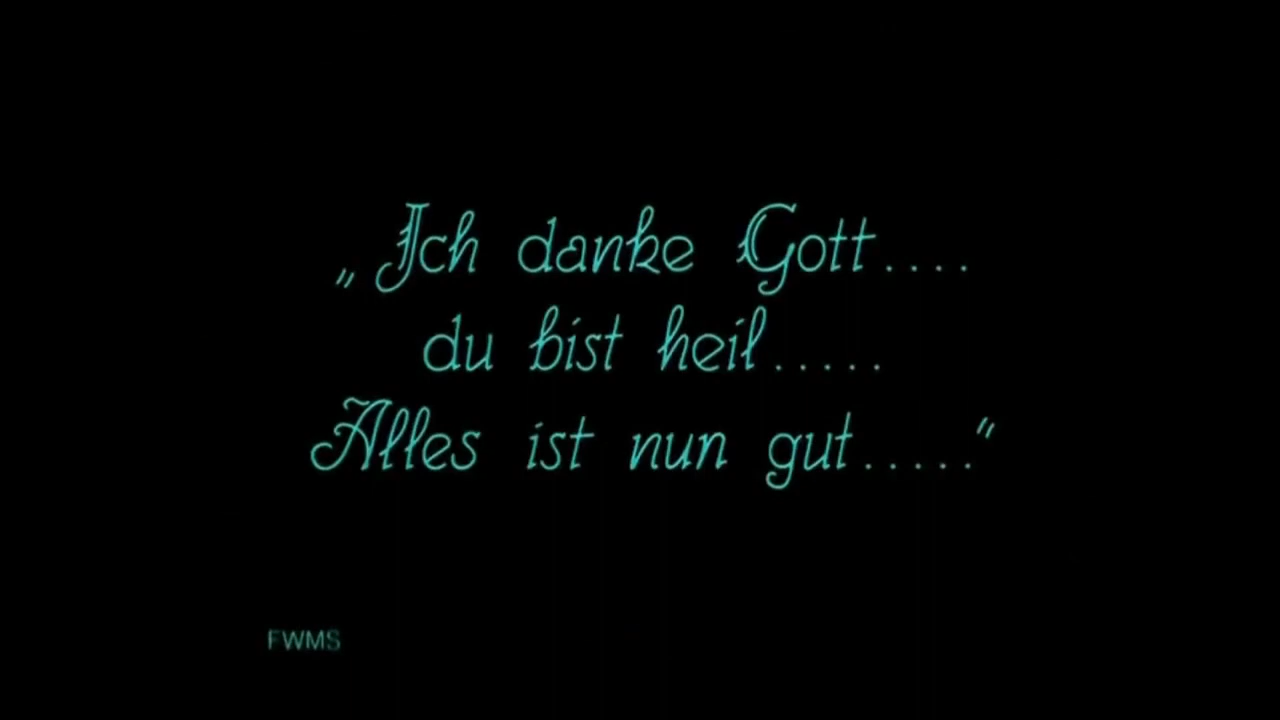 „Ich danke Gott....
du bist heil.....
Alles ist nun gut....."
FWMS